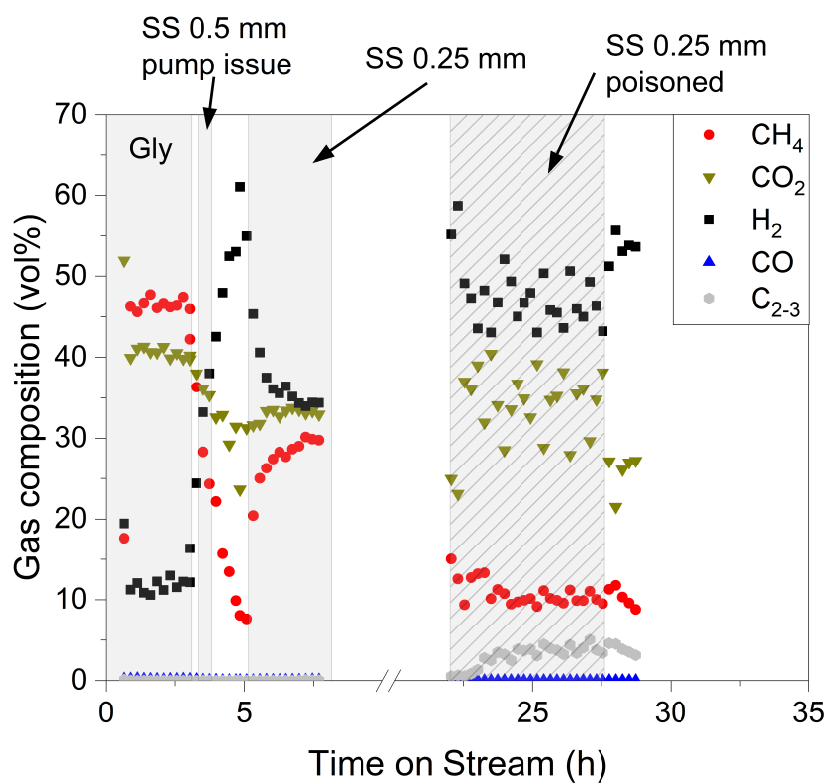 SS 0.5 mm
pump issue
SS 0.25 mm
SS 0.25 mm
poisoned
Gly
CH₄
CO₂
H₂
CO
C₂₋₃
Gas composition (vol%)
70
60
50
40
30
20
10
0
0
5
25
30
35
Time on Stream (h)